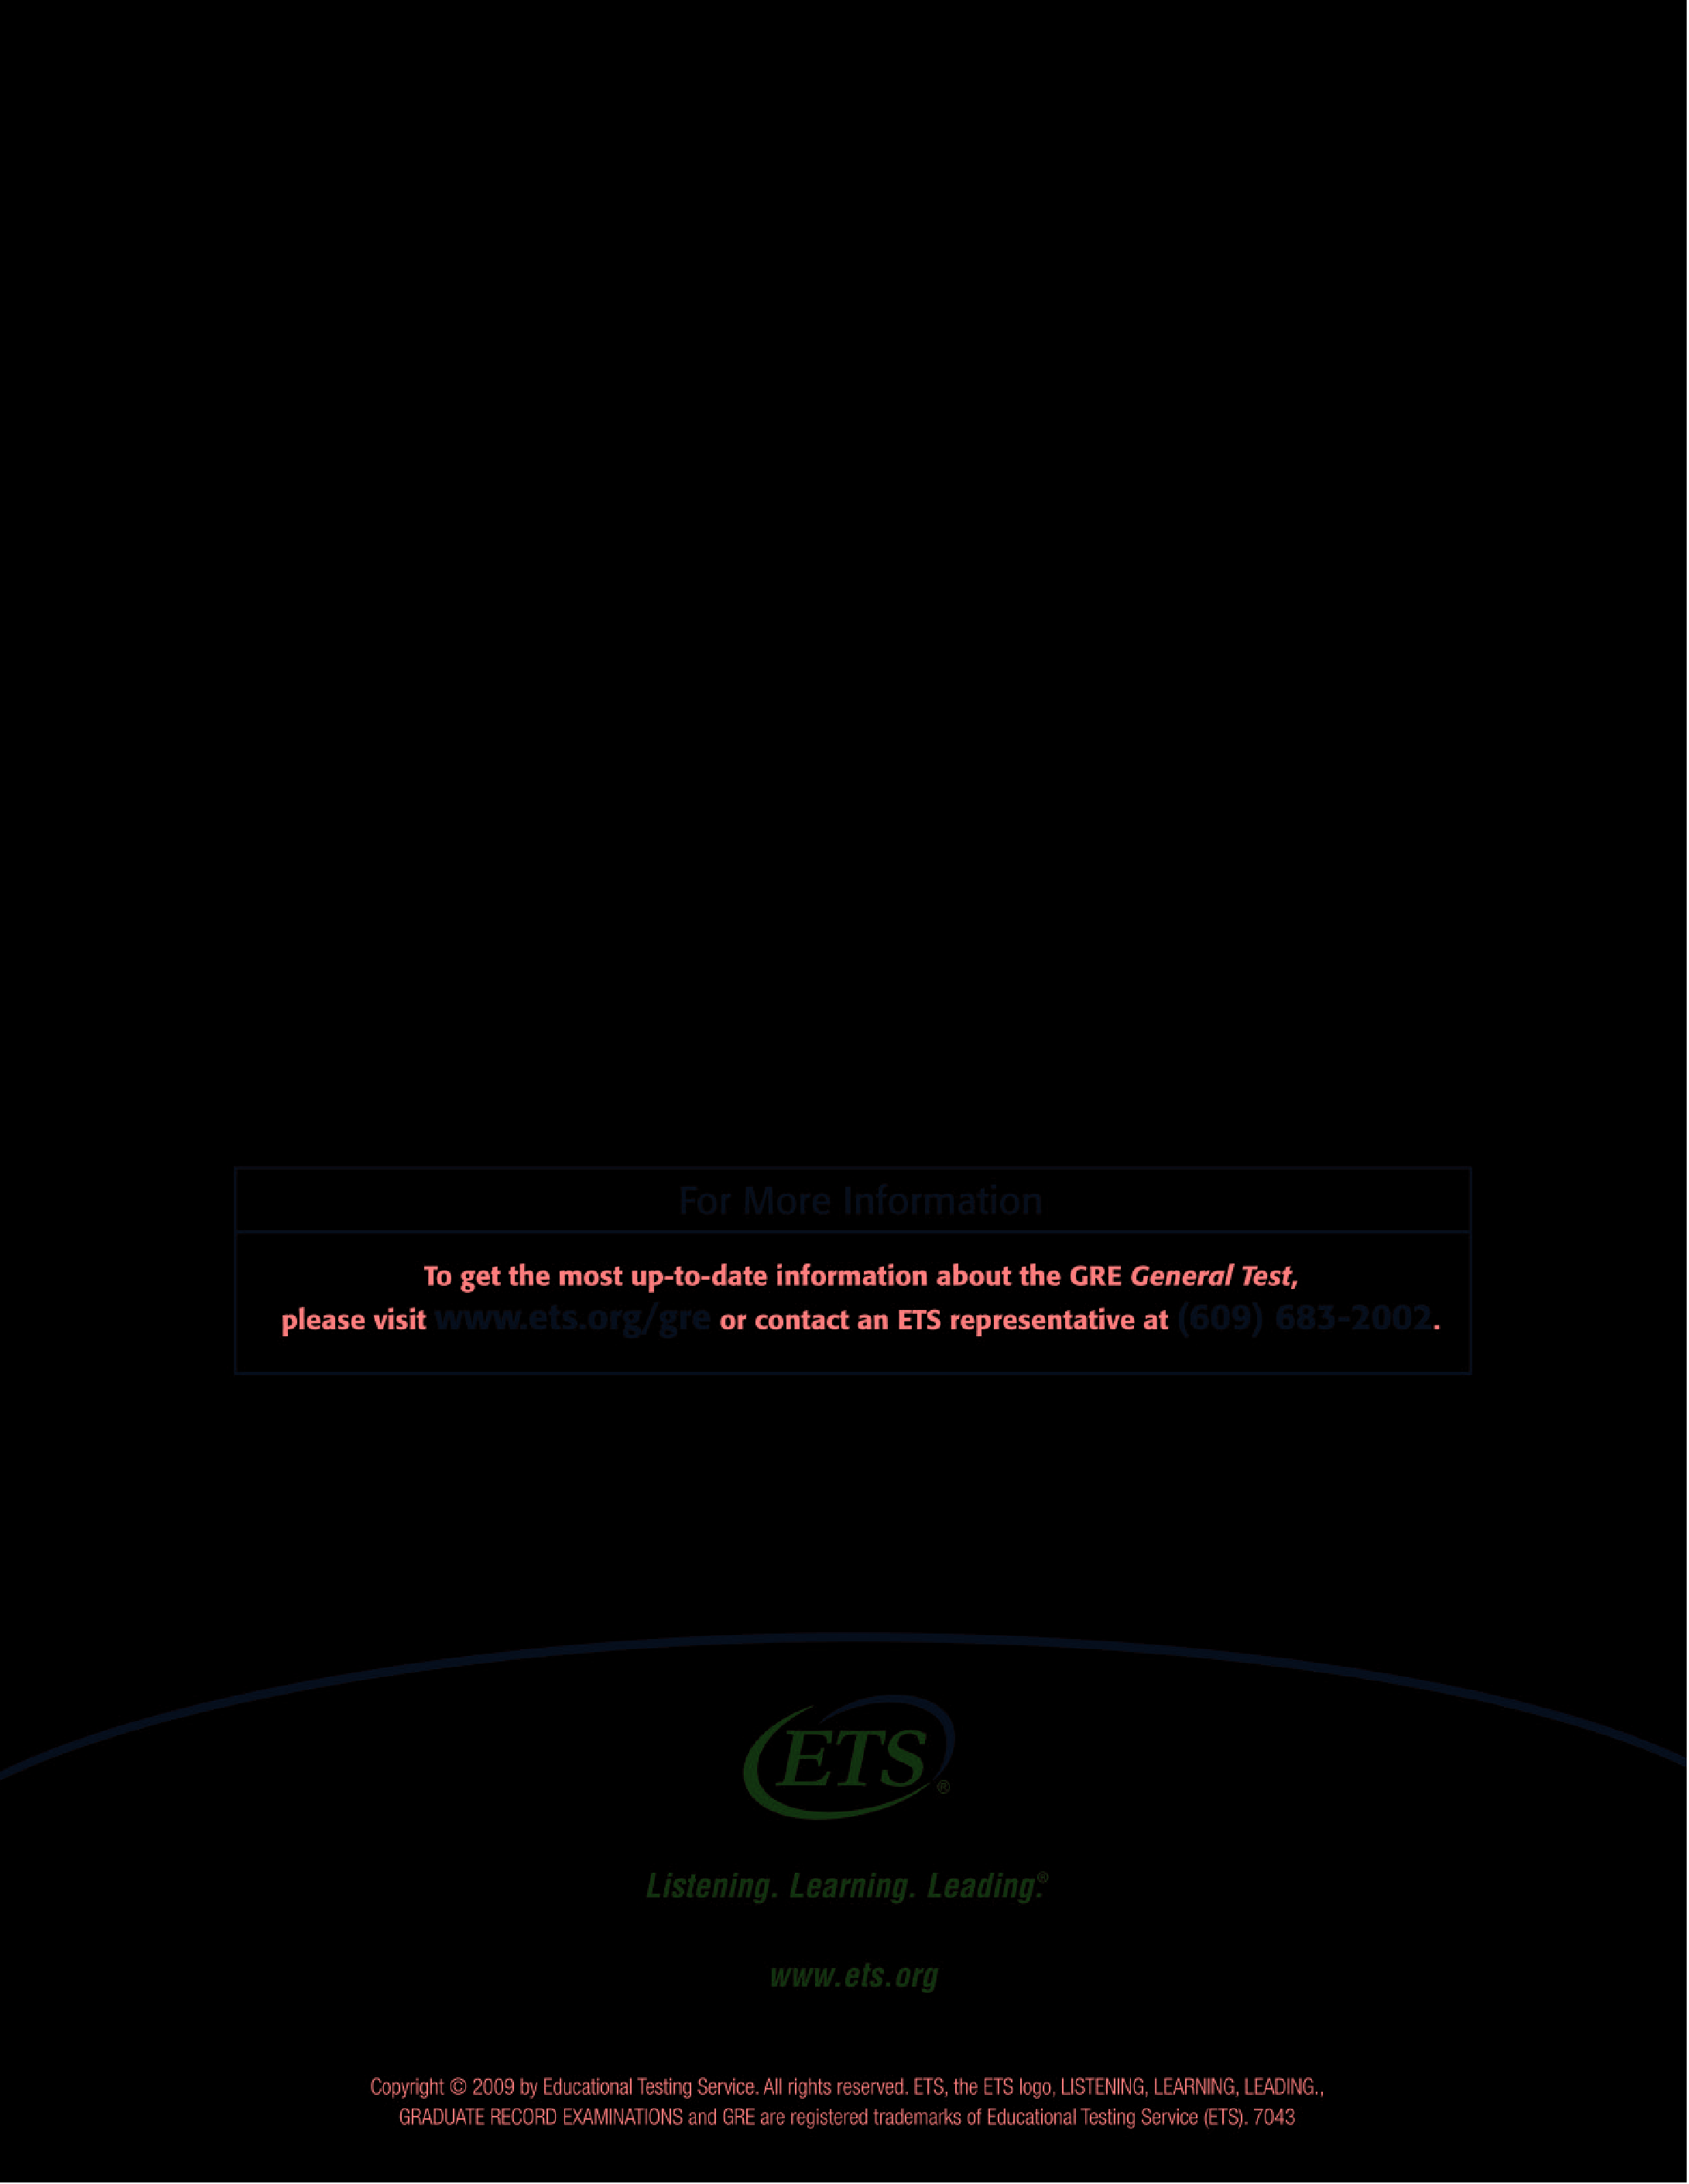 For More Information
To get the most up-to-date information about the GRE General Test,
please visit www.ets.org/gre or contact an ETS representative at (609) 683-2002.
ETS®
Listening. Learning. Leading.®
www.ets.org
Copyright © 2009 by Educational Testing Service. All rights reserved. ETS, the ETS logo, LISTENING, LEARNING, LEADING.,
GRADUATE RECORD EXAMINATIONS and GRE are registered trademarks of Educational Testing Service (ETS). 7043